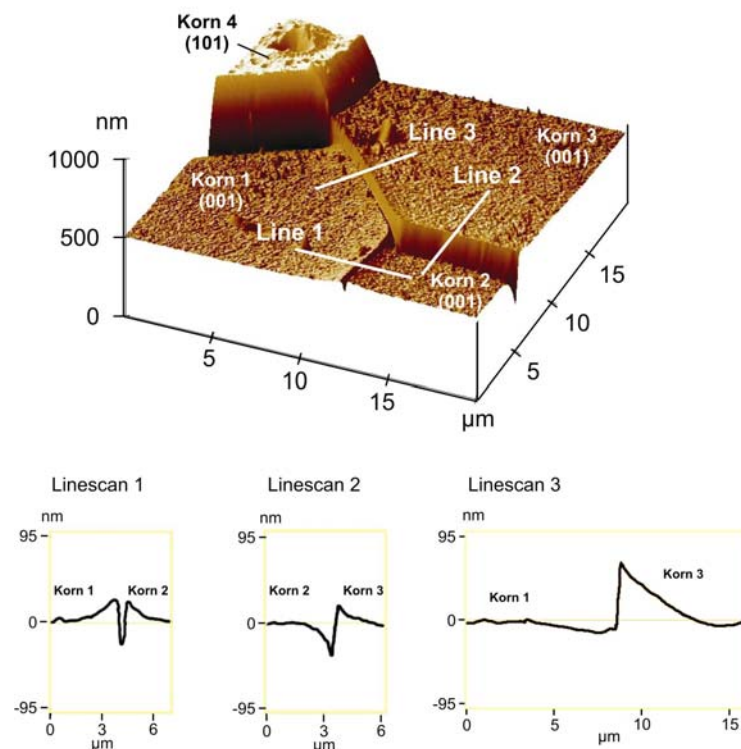 Korn 4
(101)
nm
1000
500
0
Line 3
Korn 3
(001)
Korn 1
(001)
Line 2
Line 1
Korn 2
(001)
5
10
15
µm
5
10
15
Linescan 1
nm
95
0
-95
Korn 1
Korn 2
0
3
6
µm
Linescan 2
nm
95
0
-95
Korn 2
Korn 3
0
3
6
µm
Linescan 3
nm
95
0
-95
Korn 1
Korn 3
0
5
10
15
µm